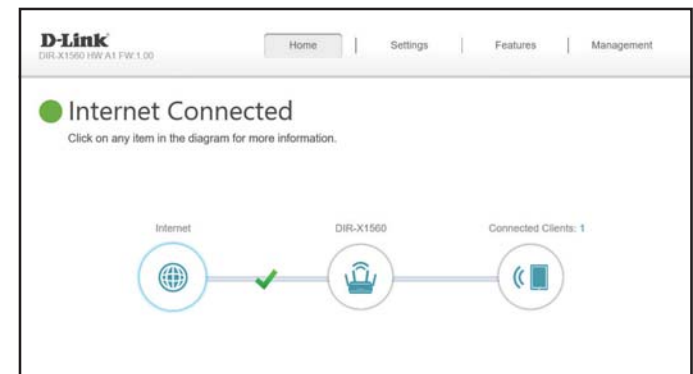 D-Link
DIR-X1560 HW A1 FW:1.00
Home | Settings | Features | Management
Internet Connected
Click on any item in the diagram for more information.
Internet
DIR-X1560
Connected Clients: 1